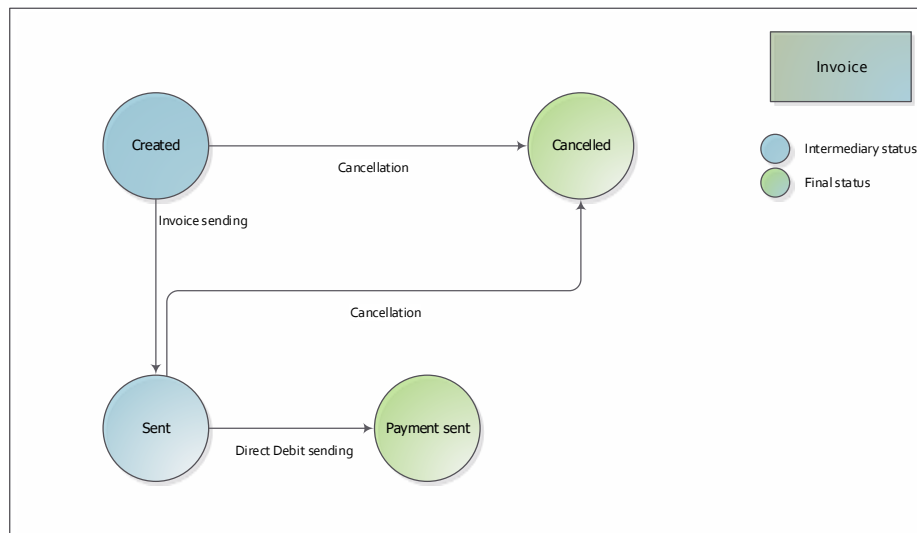 Invoice
Created
Cancelled
Intermediary status
Cancellation
Final status
Invoice sending
Cancellation
Sent
Payment sent
Direct Debit sending